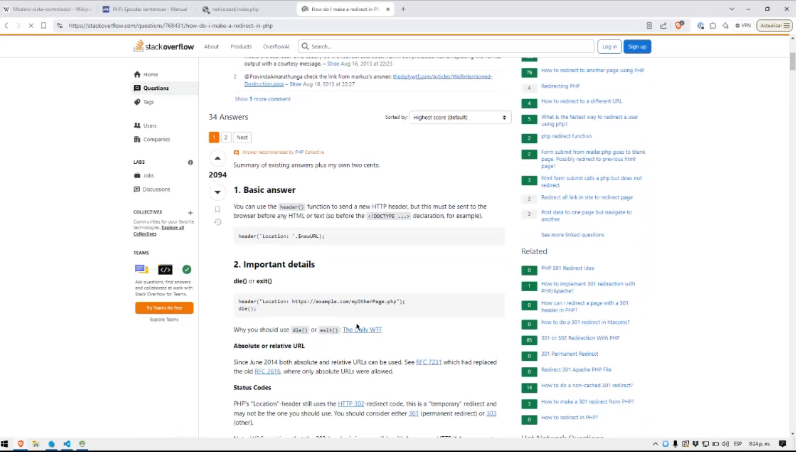 Modelo-vista-controlador - Wikip
PHP: Ejecutar sentencias - Manual
How do I make a redirect in PH
Actualizar
https://stackoverflow.com/questions/768431/how-do-i-make-a-redirect-in-php
VPN
stackoverflow
About
Products
OverflowAI
Search...
Log in
Sign up
Home
Questions
Tags
Users
Companies
LABS
Jobs
Discussions
COLLECTIVES
Communities for your favorite
technologies. Explore all
Collectives
TEAMS
Ask questions, find answers
and collaborate at work with
Stack Overflow for Teams.
Try Teams for free
Explore Teams
output with a courtesy message.
Aug 16, 2013 at 22:23
2
@PravindaAmarathunga check the link from markus's answer: thedailywtf.com/Articles/WellIntentioned-
Destruction.aspx
Aug 16, 2013 at 22:27
Show 1 more comment
34 Answers
Sorted by:
Highest score (default)
1
2
Next
Answer recommended by PHP Collective
2094
Summary of existing answers plus my own two cents:
1. Basic answer
You can use the header() function to send a new HTTP header, but this must be sent to the
browser before any HTML or text (so before the <!DOCTYPE ...> declaration, for example).
header('Location: '.$newURL);
2. Important details
die() or exit()
header("Location: https://example.com/myOtherPage.php");
die();
Why you should use die() or exit(): The Daily WTF
Absolute or relative URL
Since June 2014 both absolute and relative URLs can be used. See RFC 7231 which had replaced
the old RFC 2616, where only absolute URLs were allowed.
Status Codes
PHP's "Location"-header still uses the HTTP 302-redirect code, this is a "temporary" redirect and
may not be the one you should use. You should consider either 301 (permanent redirect) or 303
(other).
76
How to redirect to another page using PHP
4
Redirecting PHP
4
How to redirect to a different URL
5
What is the fastest way to redirect a user
using php?
2
php redirect function
2
Form submit from mailer.php goes to blank
page. Possibly redirect to previous html
page?
3
html form submit calls a php but does not
redirect
2
Redirect all link in site to redirect page
2
Post data to one page but navigate to
another
See more linked questions
Related
0
PHP 301 Redirect idea
1
How to implement 301 redirection with
PHP/Apache?
0
How can i redirect a page with a 301
header in PHP?
0
how to do a 301 redirect in htaccess?
85
301 or 302 Redirection With PHP
0
301 Permanent Redirect
0
Redirect 301 Apache PHP File
1
How to do a non-cached 301 redirect?
3
How to make a 301 redirect from PHP?
0
How to redirect in PHP?
Hot Network Questions
ESP
8:24 p. m.